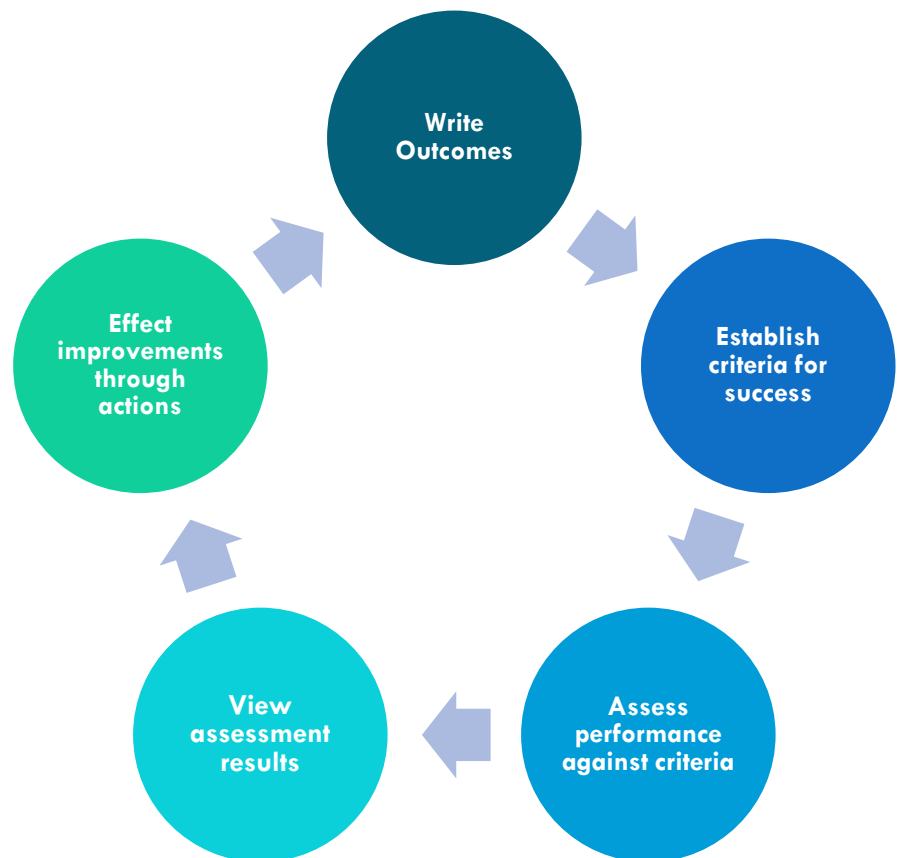 Write
Outcomes
Establish
criteria for
success
Assess
performance
against criteria
View
assessment
results
Effect
improvements
through
actions